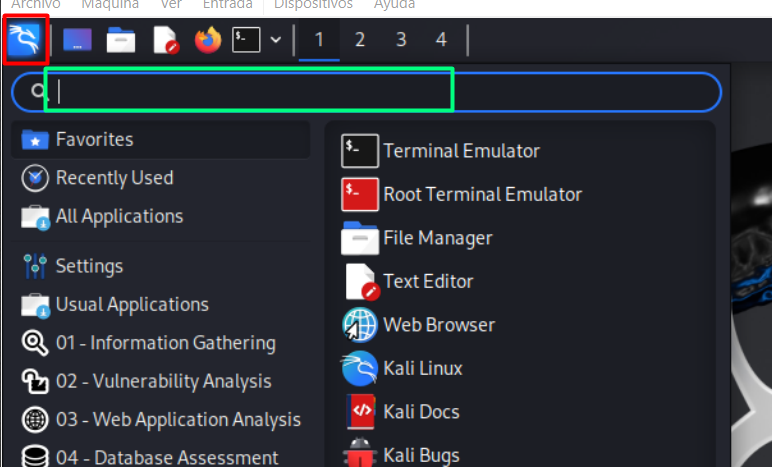 Archivo Máquina Ver Entrada Dispositivos Ayuda
1 2 3 4
Favorites
Recently Used
All Applications
Settings
Usual Applications
01 - Information Gathering
02 - Vulnerability Analysis
03 - Web Application Analysis
04 - Database Assessment
$_ Terminal Emulator
$_ Root Terminal Emulator
File Manager
Text Editor
Web Browser
Kali Linux
</> Kali Docs
Kali Bugs